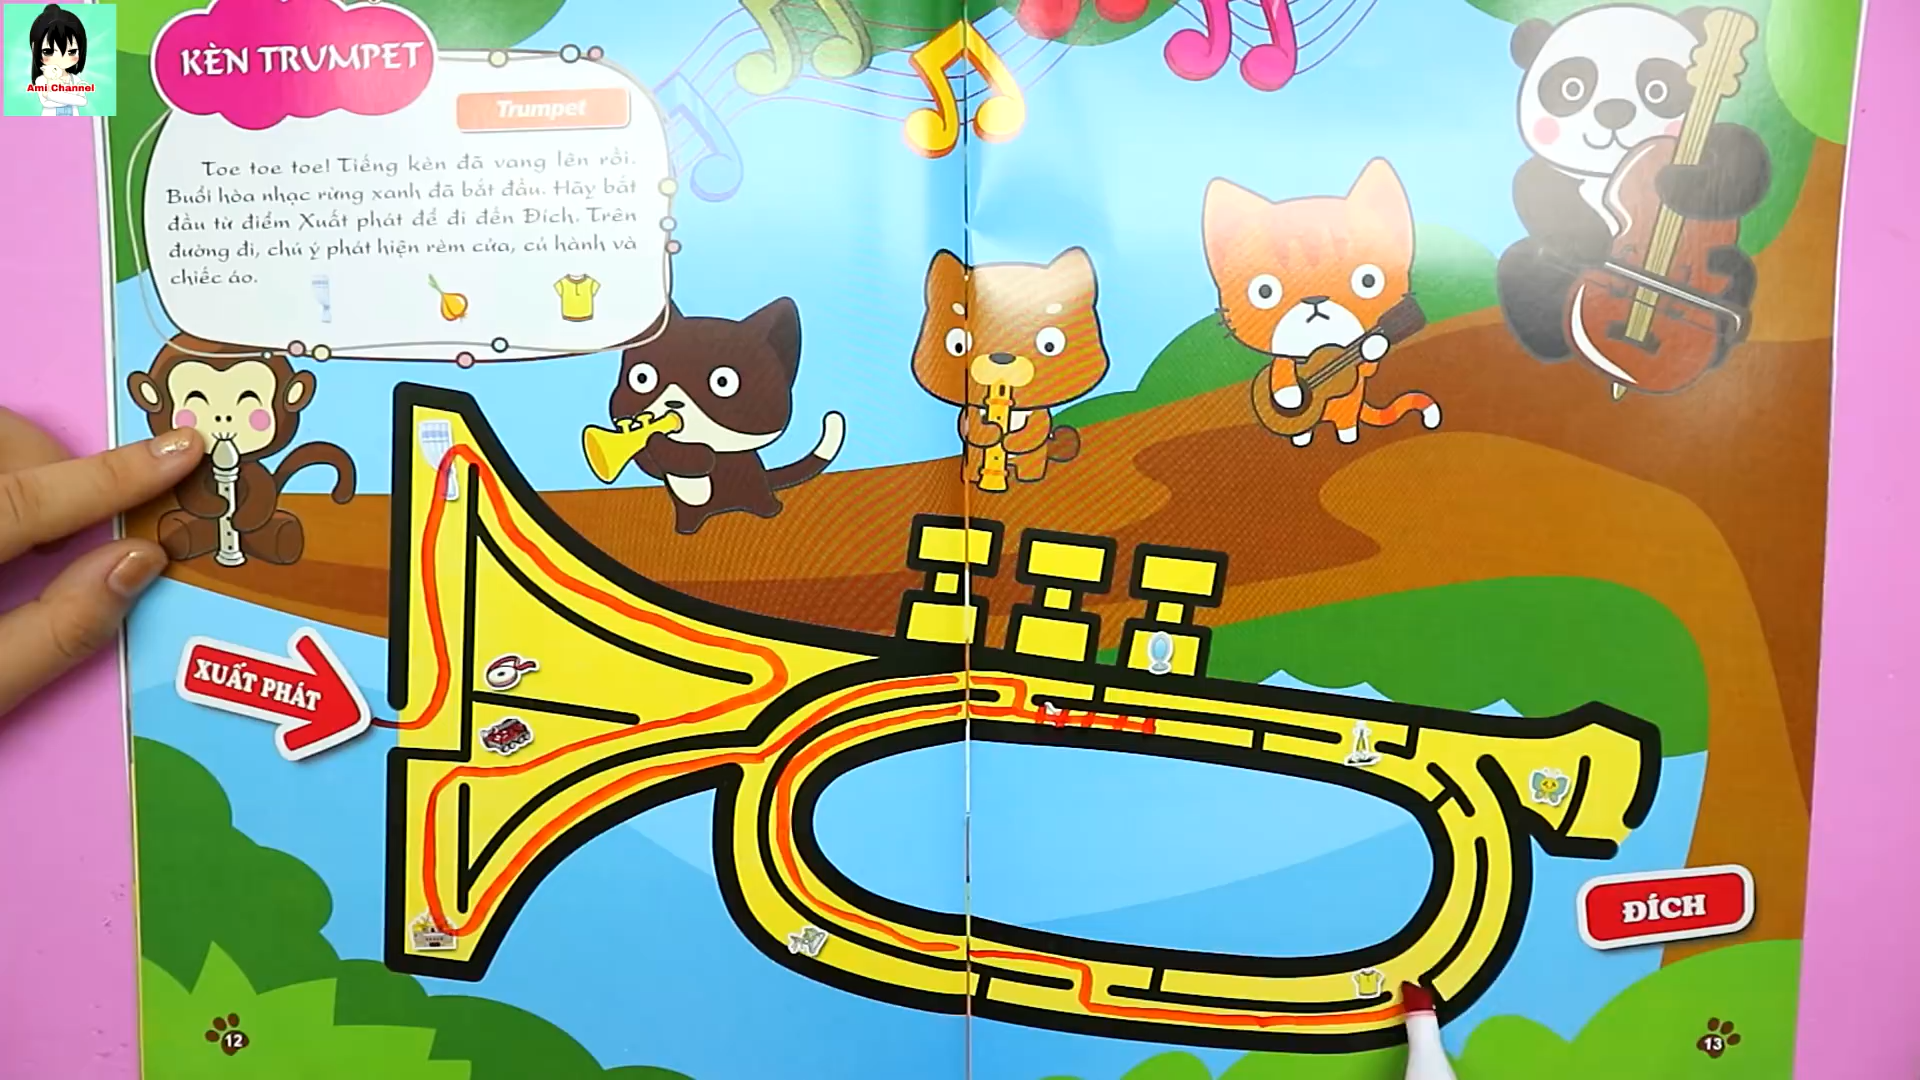 Ami Channel
KÈN TRUMPET
Trumpet
Toe toe toe! Tiếng kèn đã vang lên rồi.
Buổi hòa nhạc rừng xanh đã bắt đầu. Hãy bắt
đầu từ điểm Xuất phát để đi đến Đích. Trên
đường đi, chú ý phát hiện rèm cửa, củ hành và
chiếc áo.
XUẤT PHÁT
ĐÍCH
12
13